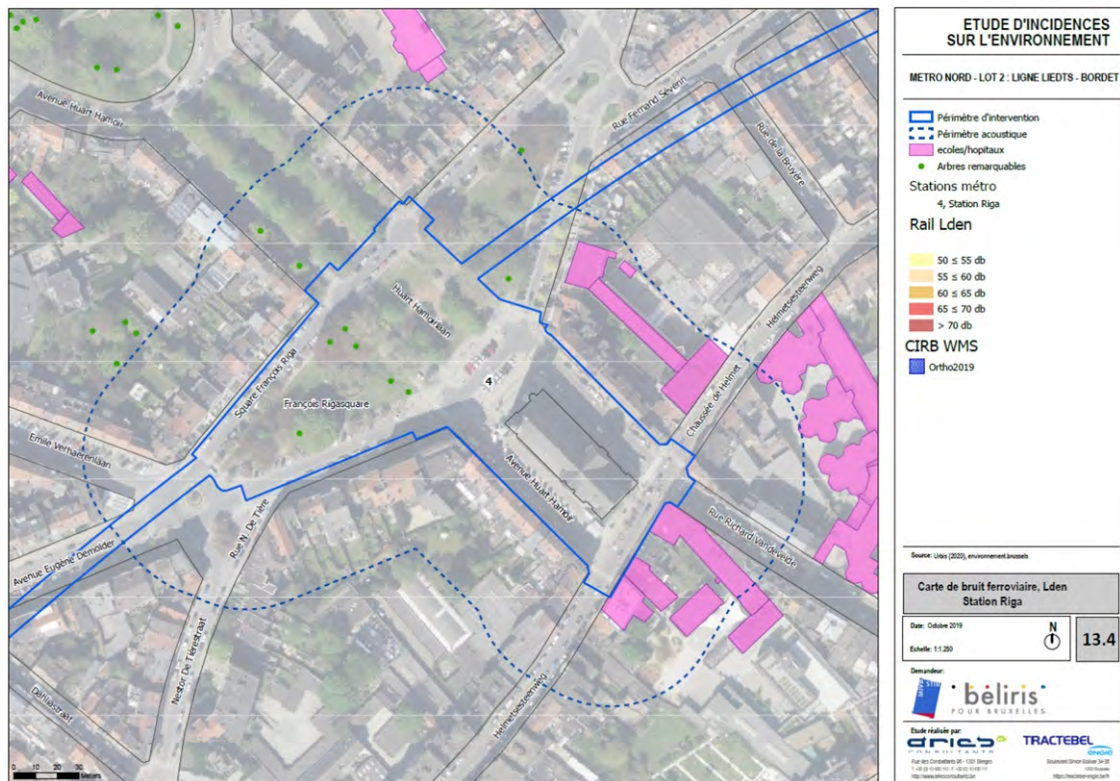 Avenue Huart Hamoir
Rue Fernand Séverin
Rue de la Bruyère
Helmetsesteenweg
Huart Hamoirlaan
Square François Riga
4
François Rigasquare
Chaussée de Helmet
Emile Verhaerenlaan
Avenue Huart Hamoir
Rue Richard Vandevelde
Avenue Eugène Demolder
Rue N. De Tière
Nestor De Tièrestraat
Dahliastraat
Helmetsesteenweg
0 10 20 30
Meters
ETUDE D'INCIDENCES
SUR L'ENVIRONNEMENT
METRO NORD - LOT 2 : LIGNE LIEDTS - BORDET
Périmètre d'intervention
Périmètre acoustique
ecoles/hopitaux
Arbres remarquables
Stations métro
4, Station Riga
Rail Lden
50 ≤ 55 db
55 ≤ 60 db
60 ≤ 65 db
65 ≤ 70 db
> 70 db
CIRB WMS
Ortho2019
Source: Urbis (2020), environnement.brussels
Carte de bruit ferroviaire, Lden
Station Riga
Date: Octobre 2019
N
Echelle: 1:1.250
13.4
Demandeur:
beliris
POUR BRUXELLES
Etude réalisée par:
aries
CONSULTANTS
TRACTEBEL
ENGIE